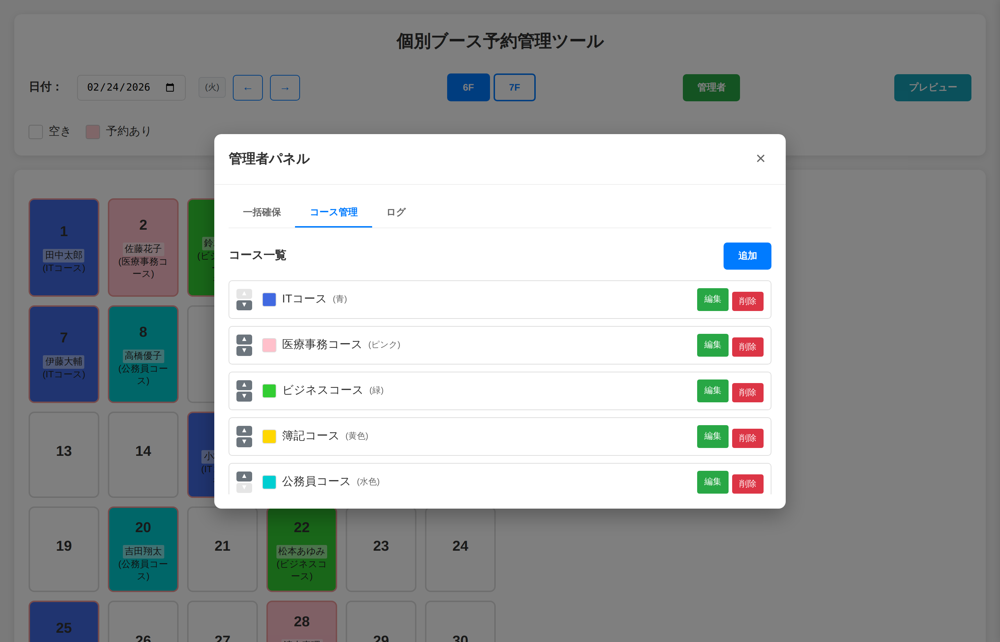 個別ブース予約管理ツール
日付： 02/24/2026 (火) ← → 6F 7F 管理者 プレビュー
空き 予約あり
管理者パネル ×
一括確保 コース管理 ログ
コース一覧 追加
▲
▼
ITコース (青) 編集 削除
▲
▼
医療事務コース (ピンク) 編集 削除
▲
▼
ビジネスコース (緑) 編集 削除
▲
▼
簿記コース (黄色) 編集 削除
▲
▼
公務員コース (水色) 編集 削除
1
田中太郎
(ITコース)
2
佐藤花子
(医療事務コ
ース)
鈴
(ビジ
7
伊藤大輔
(ITコース)
8
高橋優子
(公務員コー
ス)
13
14
小
(IT
19
20
吉田翔太
(公務員コー
ス)
21
22
松本あゆみ
(ビジネスコ
ース)
23
24
25
26
27
28
29
30